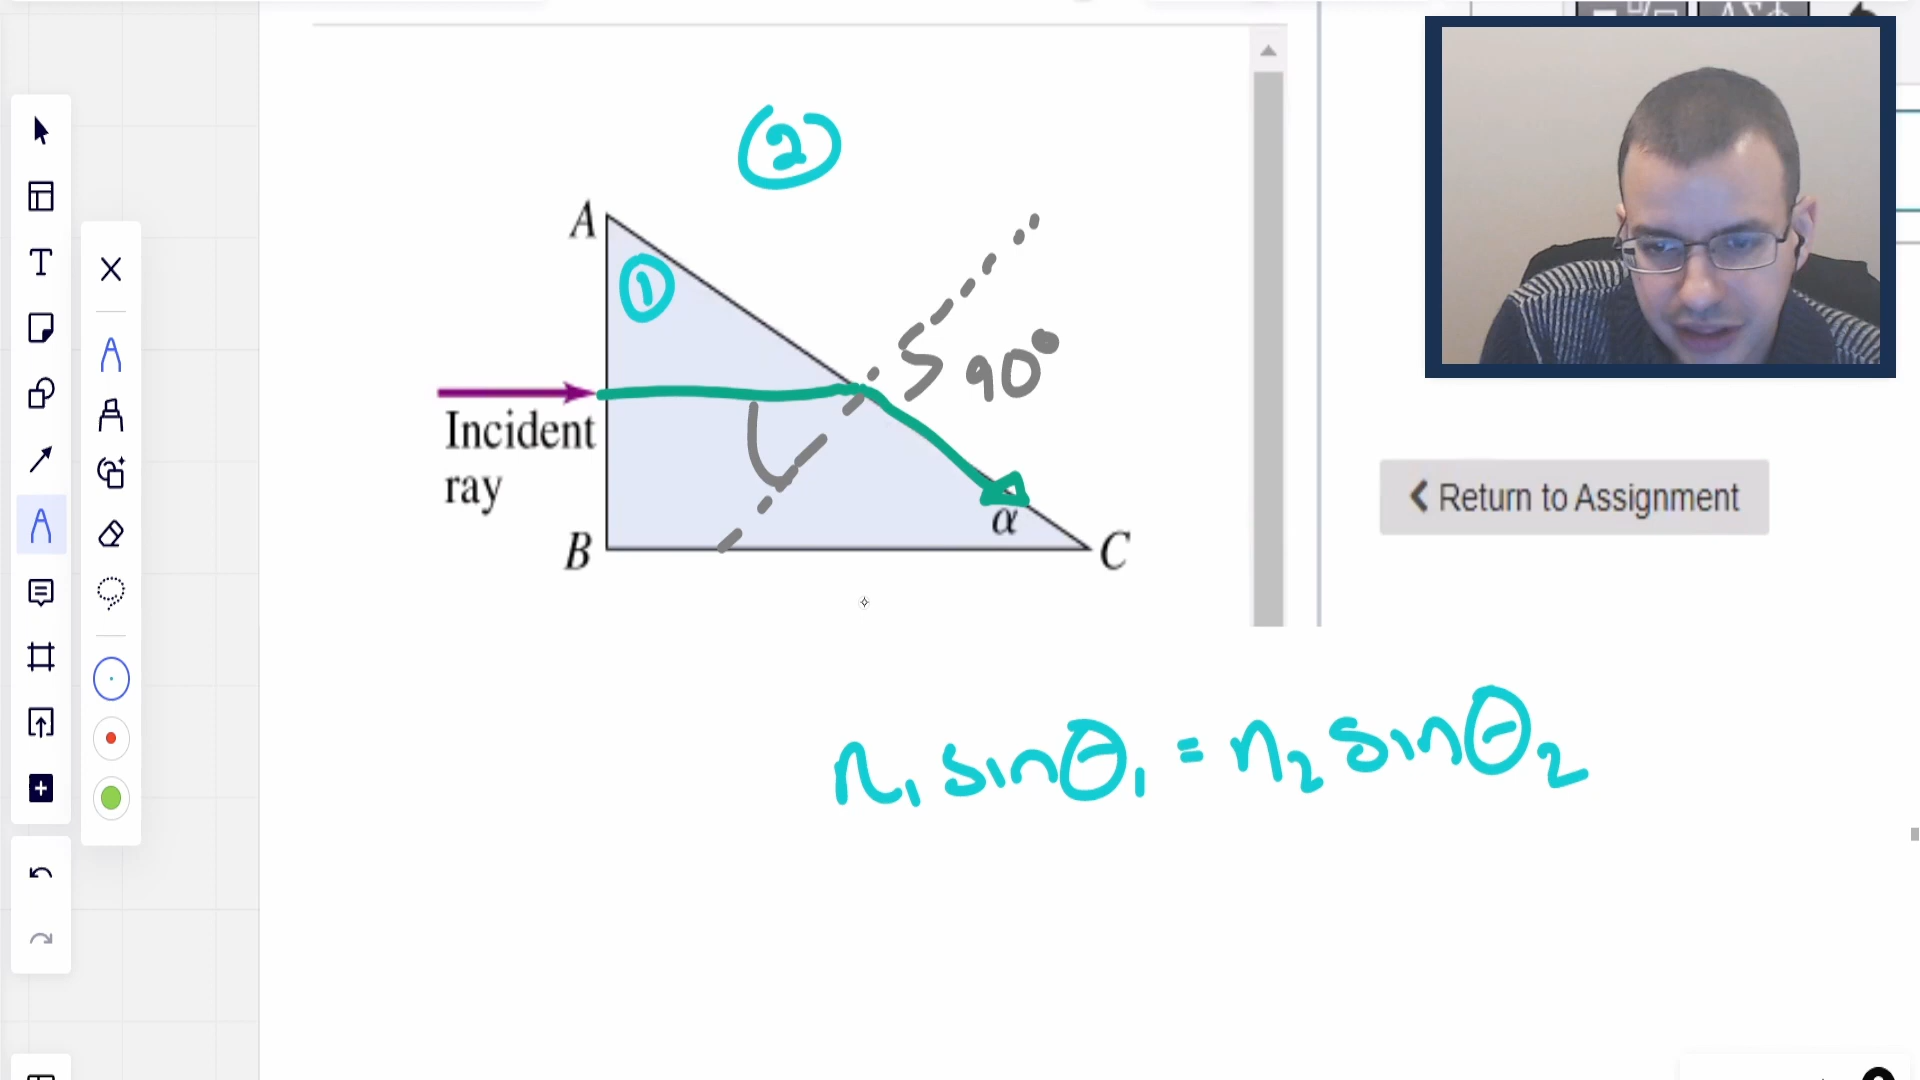 ②
A
①
90°
Incident
ray
α
B
C
Return to Assignment
n₁ sinθ₁ = n₂ sinθ₂